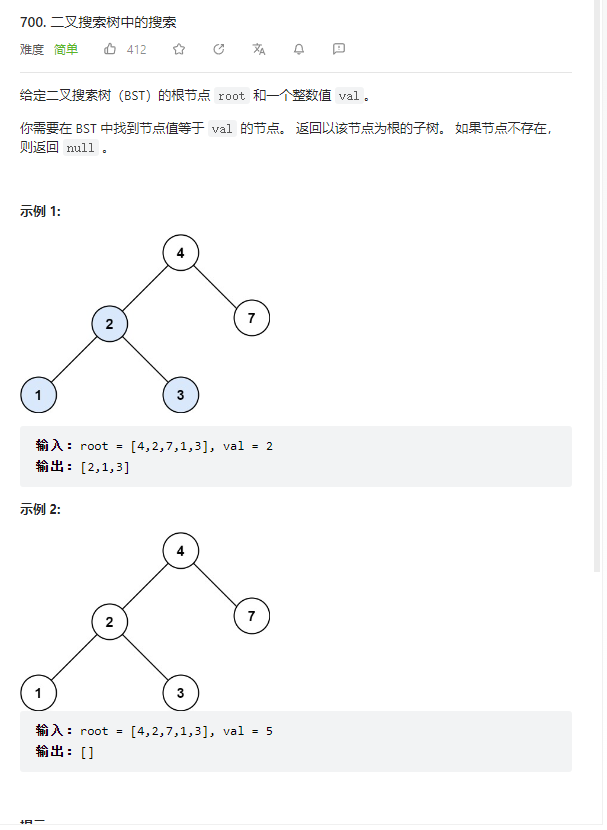 700. 二叉搜索树中的搜索
难度 简单 412
给定二叉搜索树（BST）的根节点 root 和一个整数值 val 。
你需要在 BST 中找到节点值等于 val 的节点。 返回以该节点为根的子树。 如果节点不存在，
则返回 null 。
示例 1:
4
2
7
1
3
输入：root = [4,2,7,1,3], val = 2
输出：[2,1,3]
示例 2:
4
2
7
1
3
输入：root = [4,2,7,1,3], val = 5
输出：[]